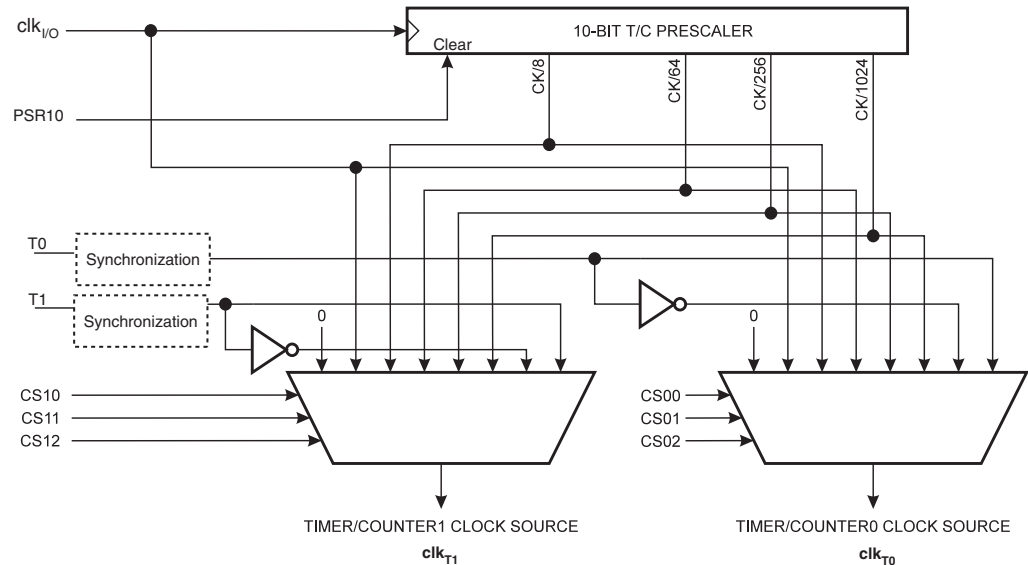 clkI/O
10-BIT T/C PRESCALER
Clear
CK/8
CK/64
CK/256
CK/1024
PSR10
T0
Synchronization
T1
Synchronization
0
0
CS10
CS11
CS12
CS00
CS01
CS02
TIMER/COUNTER1 CLOCK SOURCE
clkT1
TIMER/COUNTER0 CLOCK SOURCE
clkT0